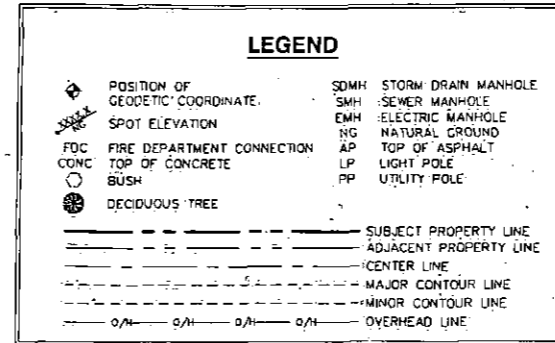 LEGEND
POSITION OF
GEODETIC COORDINATE
XXXX.X
NG
SPOT ELEVATION
FDC FIRE DEPARTMENT CONNECTION
CONC TOP OF CONCRETE
BUSH
DECIDUOUS TREE
SDMH STORM DRAIN MANHOLE
SMH SEWER MANHOLE
EMH ELECTRIC MANHOLE
NG NATURAL GROUND
AP TOP OF ASPHALT
LP LIGHT POLE
PP UTILITY POLE
SUBJECT PROPERTY LINE
ADJACENT PROPERTY LINE
CENTER LINE
MAJOR CONTOUR LINE
MINOR CONTOUR LINE
O/H O/H O/H O/H OVERHEAD LINE